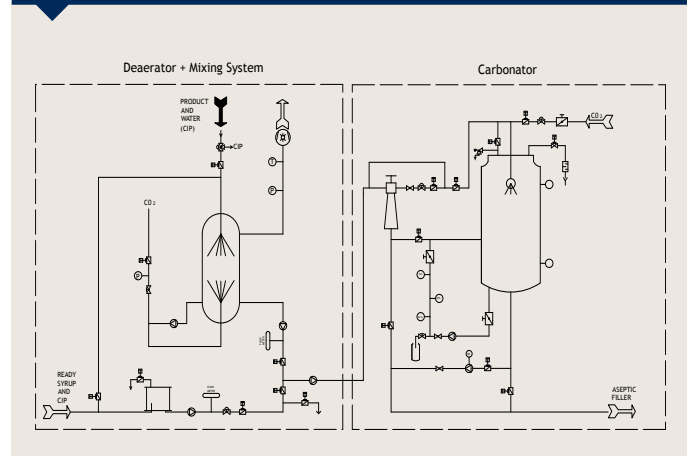 Deaerator + Mixing System
Carbonator
PRODUCT
AND
WATER
(CIP)
CIP
T
P
CO2
P
CO2
READY
SYRUP
AND
CIP
ASEPTIC
FILLER